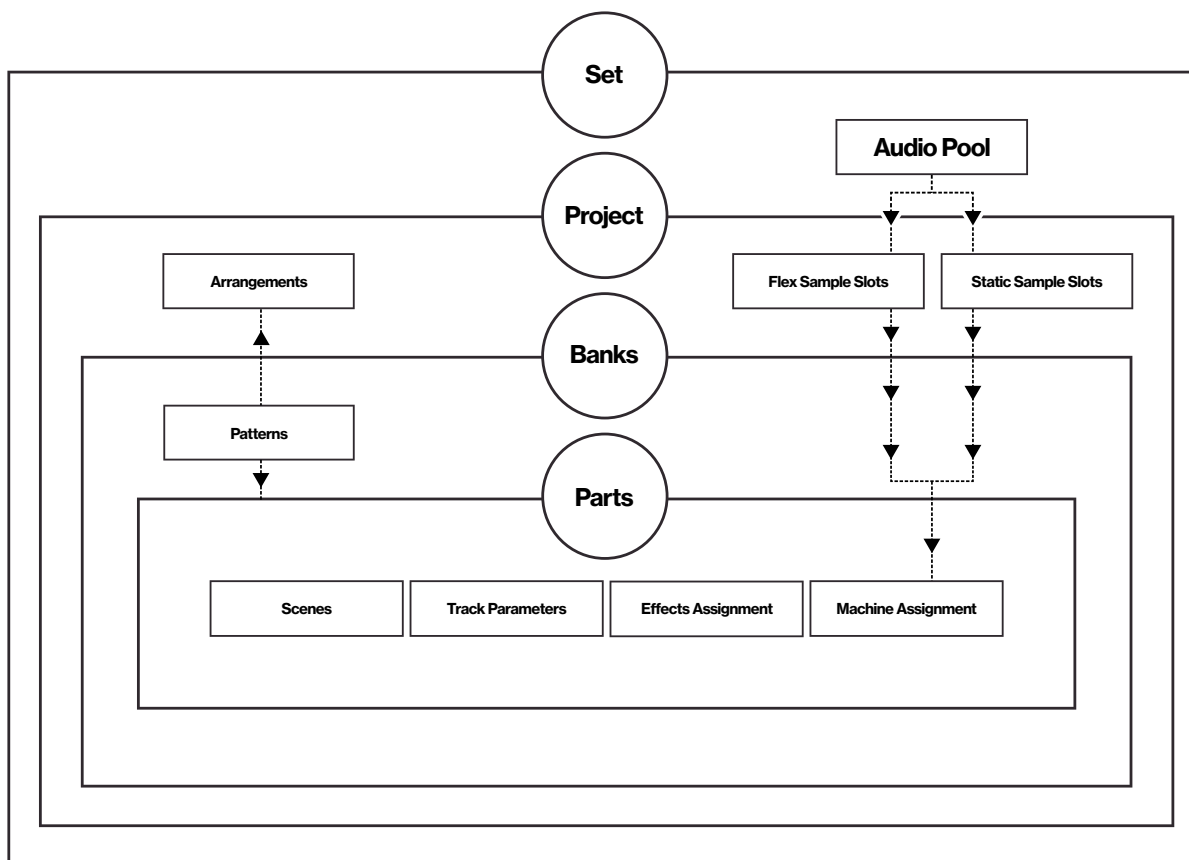 Set
Audio Pool
Project
Arrangements
Flex Sample Slots
Static Sample Slots
Banks
Patterns
Parts
Scenes
Track Parameters
Effects Assignment
Machine Assignment